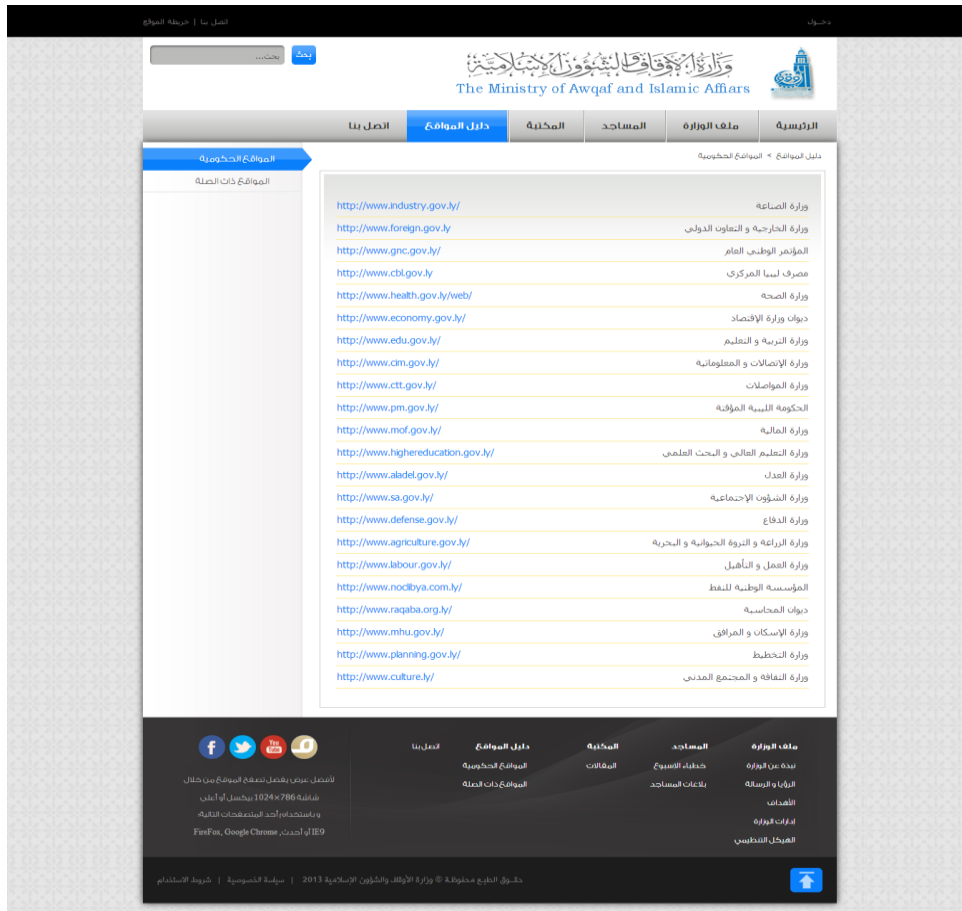 دخــول
اتصل بنا | خريطة الموقع
وَزَارَةُ الأَوْقَافِ وَالشُّؤُونِ الإِسْلَامِيَّة
The Ministry of Awqaf and Islamic Affiars
بحث...
بحث
الرئيسية
ملف الوزارة
المساجد
المكتبة
دليل المواقع
اتصل بنا
دليل المواقع > المواقع الحكومية
المواقع الحكومية
المواقع ذات الصلة
وزارة الصناعة http://www.industry.gov.ly/
وزارة الخارجية و التعاون الدولي http://www.foreign.gov.ly
المؤتمر الوطني العام http://www.gnc.gov.ly/
مصرف ليبيا المركزي http://www.cbl.gov.ly
وزارة الصحة http://www.health.gov.ly/web/
ديوان وزارة الإقتصاد http://www.economy.gov.ly/
وزارة التربية و التعليم http://www.edu.gov.ly/
وزارة الإتصالات و المعلوماتية http://www.cim.gov.ly/
وزارة المواصلات http://www.ctt.gov.ly/
الحكومة الليبية المؤقتة http://www.pm.gov.ly/
وزارة المالية http://www.mof.gov.ly/
وزارة التعليم العالي و البحث العلمي http://www.highereducation.gov.ly/
وزارة العدل http://www.aladel.gov.ly/
وزارة الشؤون الإجتماعية http://www.sa.gov.ly/
وزارة الدفاع http://www.defense.gov.ly/
وزارة الزراعة و الثروة الحيوانية و البحرية http://www.agriculture.gov.ly/
وزارة العمل و التأهيل http://www.labour.gov.ly/
المؤسسة الوطنية للنفط http://www.noclibya.com.ly/
ديوان المحاسبة http://www.raqaba.org.ly/
وزارة الإسكان و المرافق http://www.mhu.gov.ly/
وزارة التخطيط http://www.planning.gov.ly/
وزارة الثقافة و المجتمع المدني http://www.culture.ly/
ملف الوزارة
نبذة عن الوزارة
الرؤيا و الرسالة
الأهداف
ادارات الوزارة
الهيكل التنظيمي
المساجد
خطباء الاسبوع
بلاغات المساجد
المكتبة
المقالات
دليل المواقع
المواقع الحكومية
المواقع ذات الصلة
اتصل بنا
You Tube
لأفضل عرض يفضل تصفح الموقع من خلال
شاشة 1024×786 بيكسل أو أعلى
و باستخدام أحد المتصفحات التالية:
IE9 أو أحدث, FireFox, Google Chrome
حقــوق الطبع محفوظة © وزارة الأوقاف والشؤون الإسلامية 2013 | سياسة الخصوصية | شروط الاستخدام